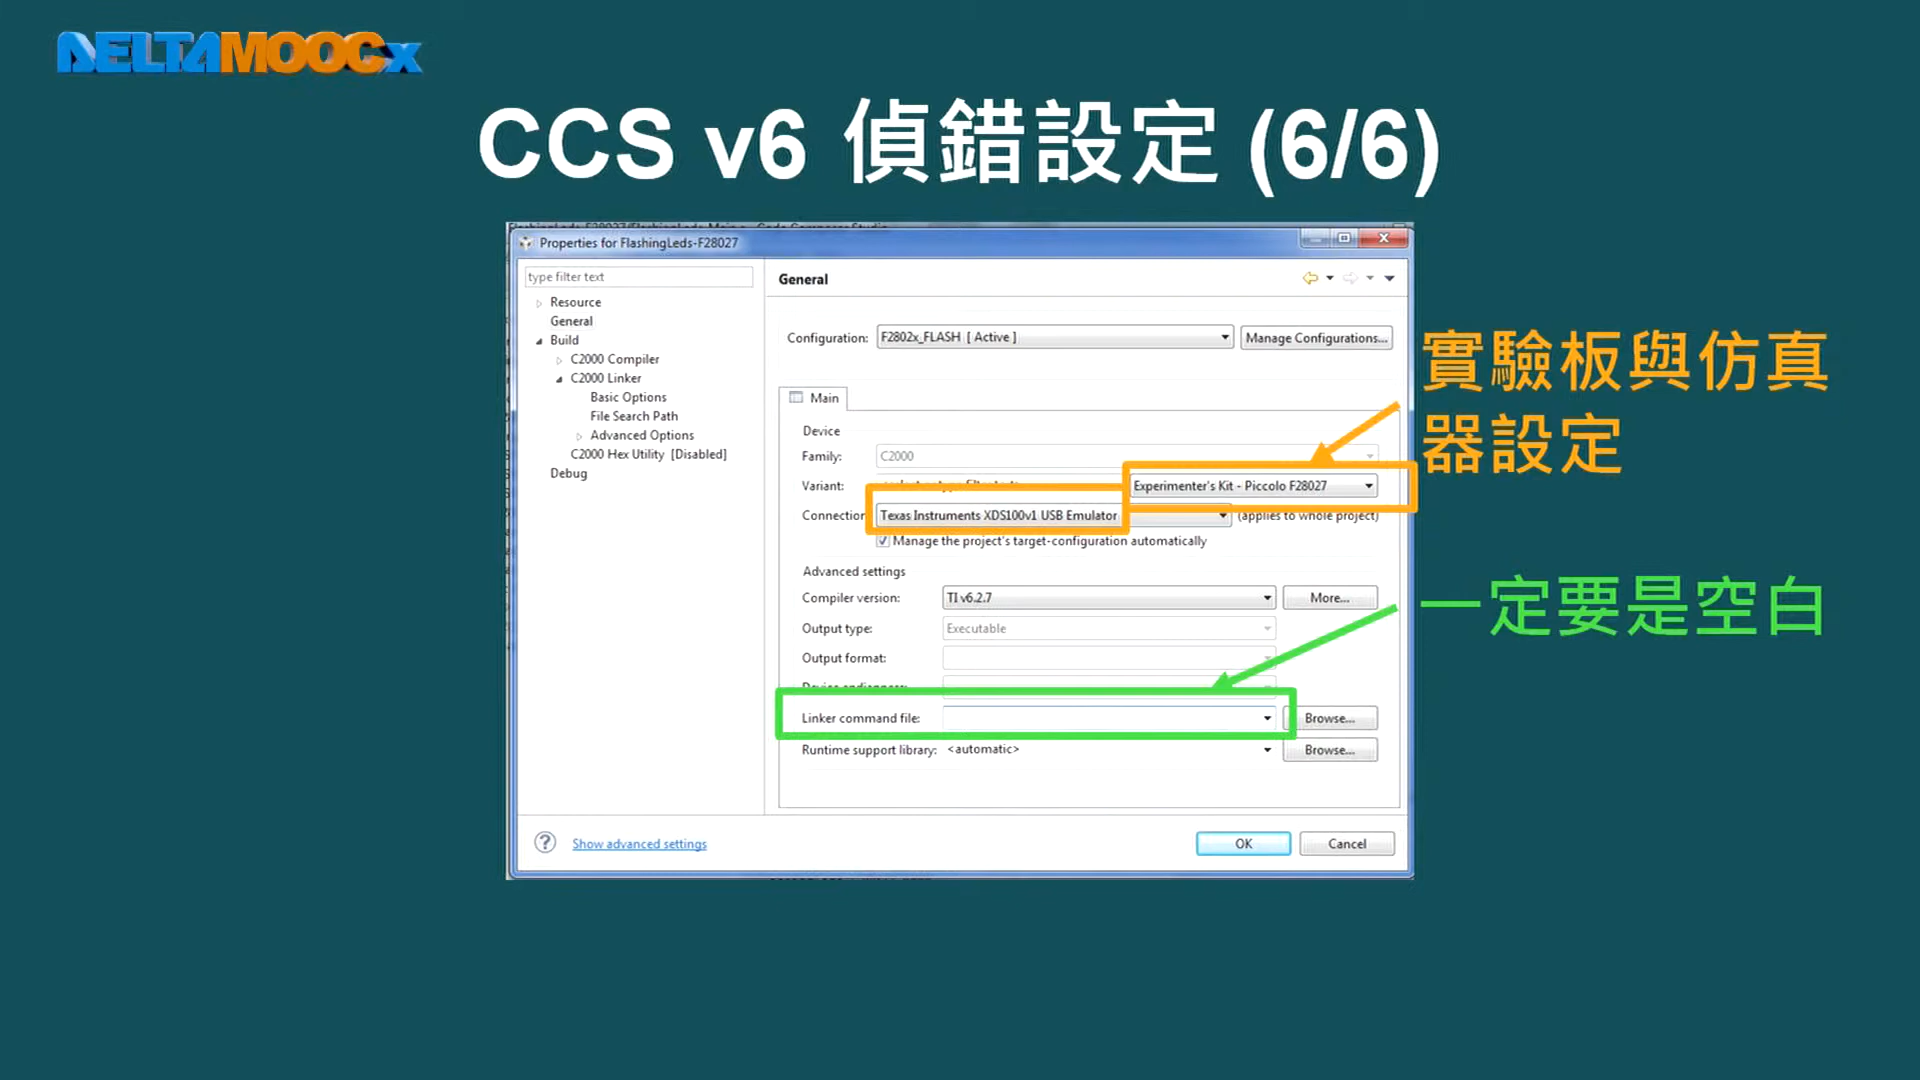 DELTAMOOCx
CCS v6 偵錯設定 (6/6)
Properties for FlashingLeds-F28027
type filter text
Resource
General
Build
C2000 Compiler
C2000 Linker
Basic Options
File Search Path
Advanced Options
C2000 Hex Utility [Disabled]
Debug
General
Configuration: F2802x_FLASH [ Active ] Manage Configurations...
Main
Device
Family: C2000
Variant: Experimenter's Kit - Piccolo F28027
Connection Texas Instruments XDS100v1 USB Emulator (applies to whole project)
Manage the project's target-configuration automatically
Advanced settings
Compiler version: TI v6.2.7 More...
Output type: Executable
Output format:
Linker command file: Browse...
Runtime support library: <automatic> Browse...
Show advanced settings
OK Cancel
實驗板與仿真
器設定
一定要是空白